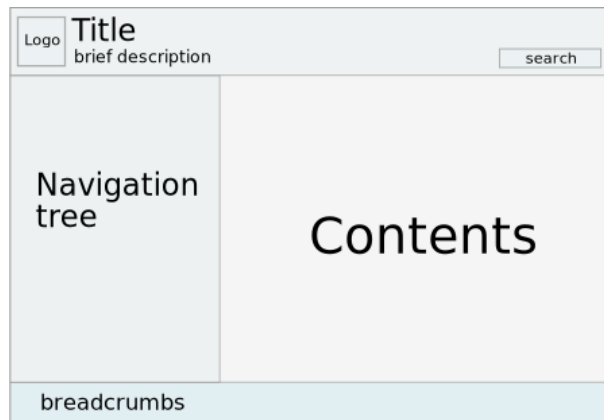 Logo
Title
brief description
search
Navigation
tree
Contents
breadcrumbs